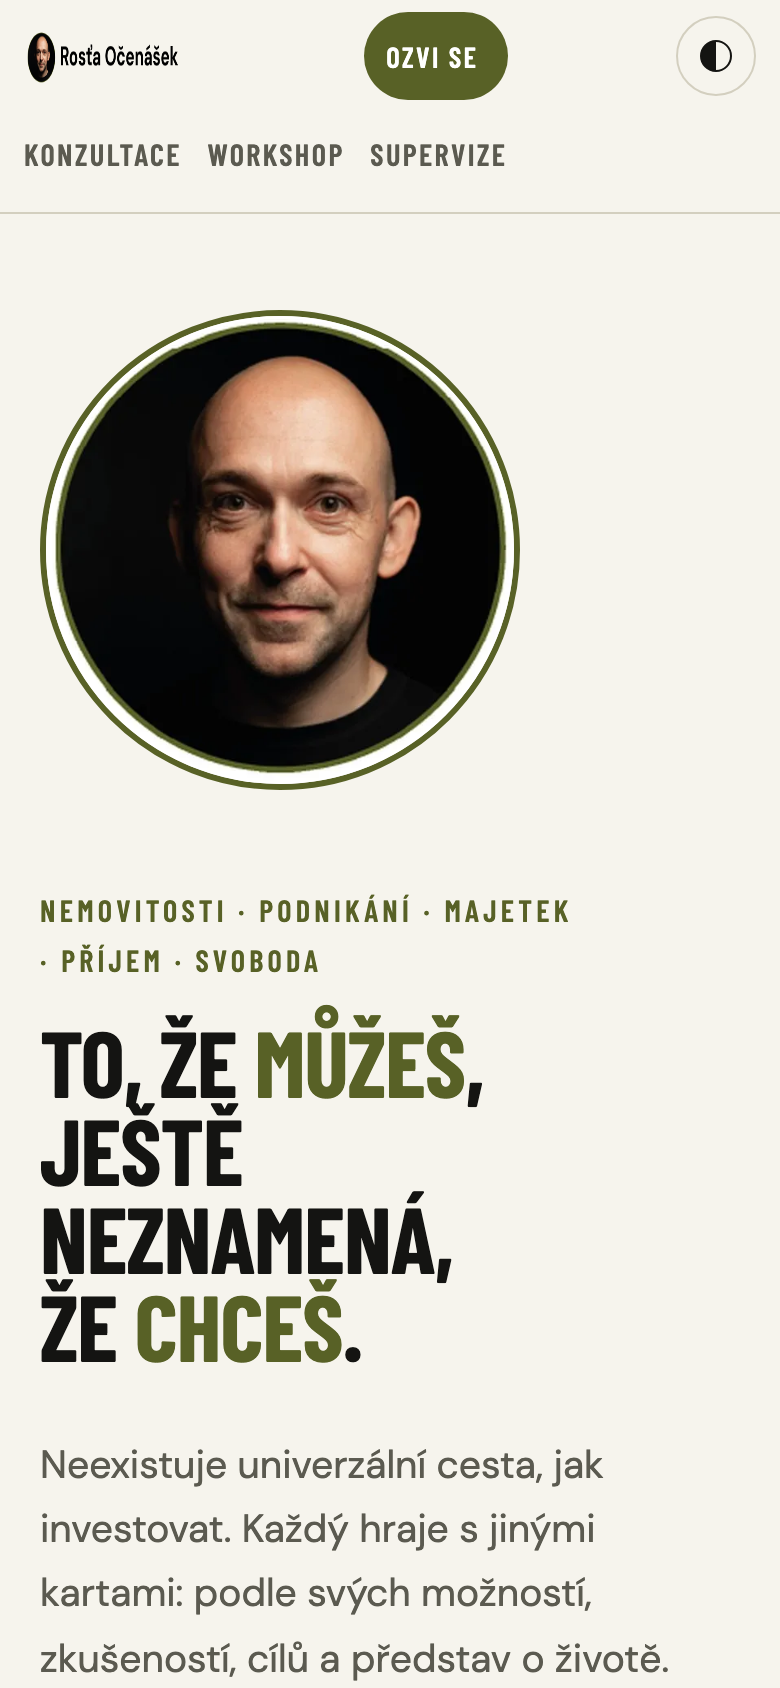 Rosťa Očenášek
OZVI SE
KONZULTACE WORKSHOP SUPERVIZE
NEMOVITOSTI · PODNIKÁNÍ · MAJETEK
· PŘÍJEM · SVOBODA
TO, ŽE MŮŽEŠ,
JEŠTĚ
NEZNAMENÁ,
ŽE CHCEŠ.
Neexistuje univerzální cesta, jak
investovat. Každý hraje s jinými
kartami: podle svých možností,
zkušeností, cílů a představ o životě.